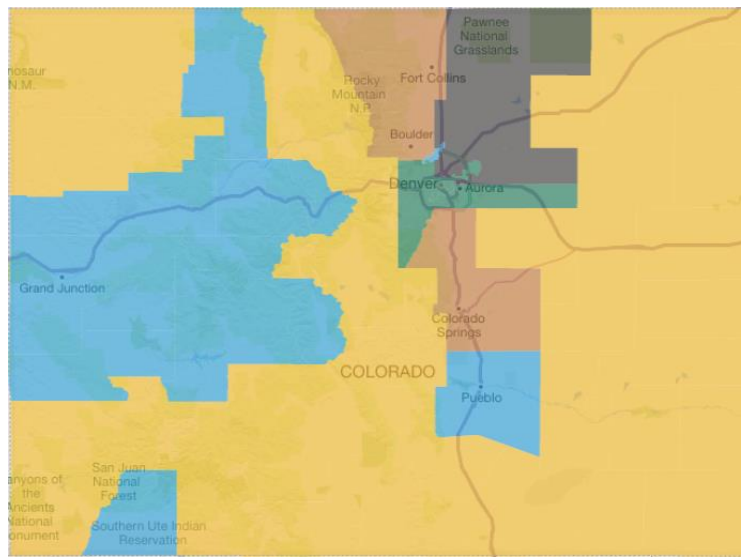 Pawnee
National
Grasslands
nosaur
N.M.
Rocky
Mountain
N.P.
Fort Collins
Boulder
Denver
Aurora
Grand Junction
Colorado
Springs
COLORADO
Pueblo
San Juan
National
Forest
anyons of
the
Ancients
National
onument
Southern Ute Indian
Reservation